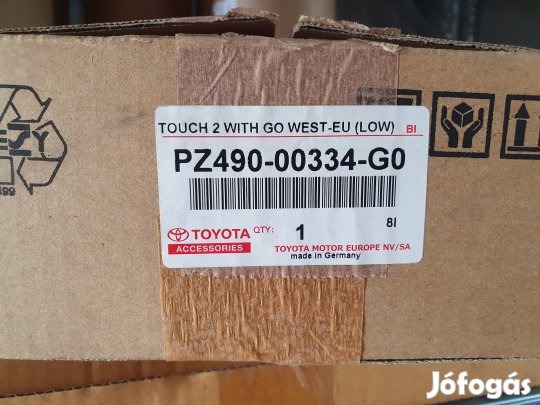 TOUCH 2 WITH GO WEST-EU (LOW) BI
PZ490-00334-G0
TOYOTA QTY: 1 8I
ACCESSORIES TOYOTA MOTOR EUROPE NV/SA
made in Germany
Jófogás